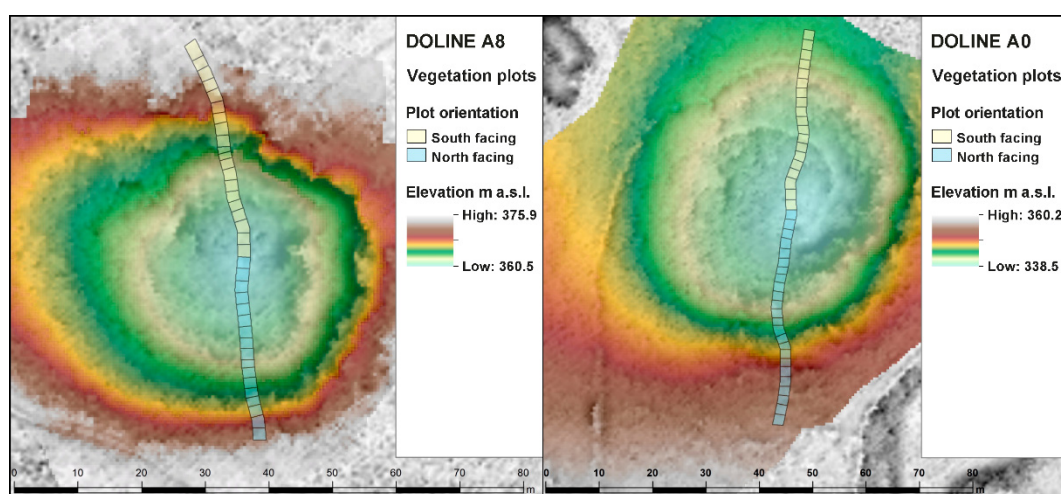 DOLINE A8
Vegetation plots
Plot orientation
South facing
North facing
Elevation m a.s.l.
High: 375.9
Low: 360.5
0 10 20 30 40 50 60 70 80
m
DOLINE A0
Vegetation plots
Plot orientation
South facing
North facing
Elevation m a.s.l.
High: 360.2
Low: 338.5
0 10 20 30 40 50 60 70 80
m